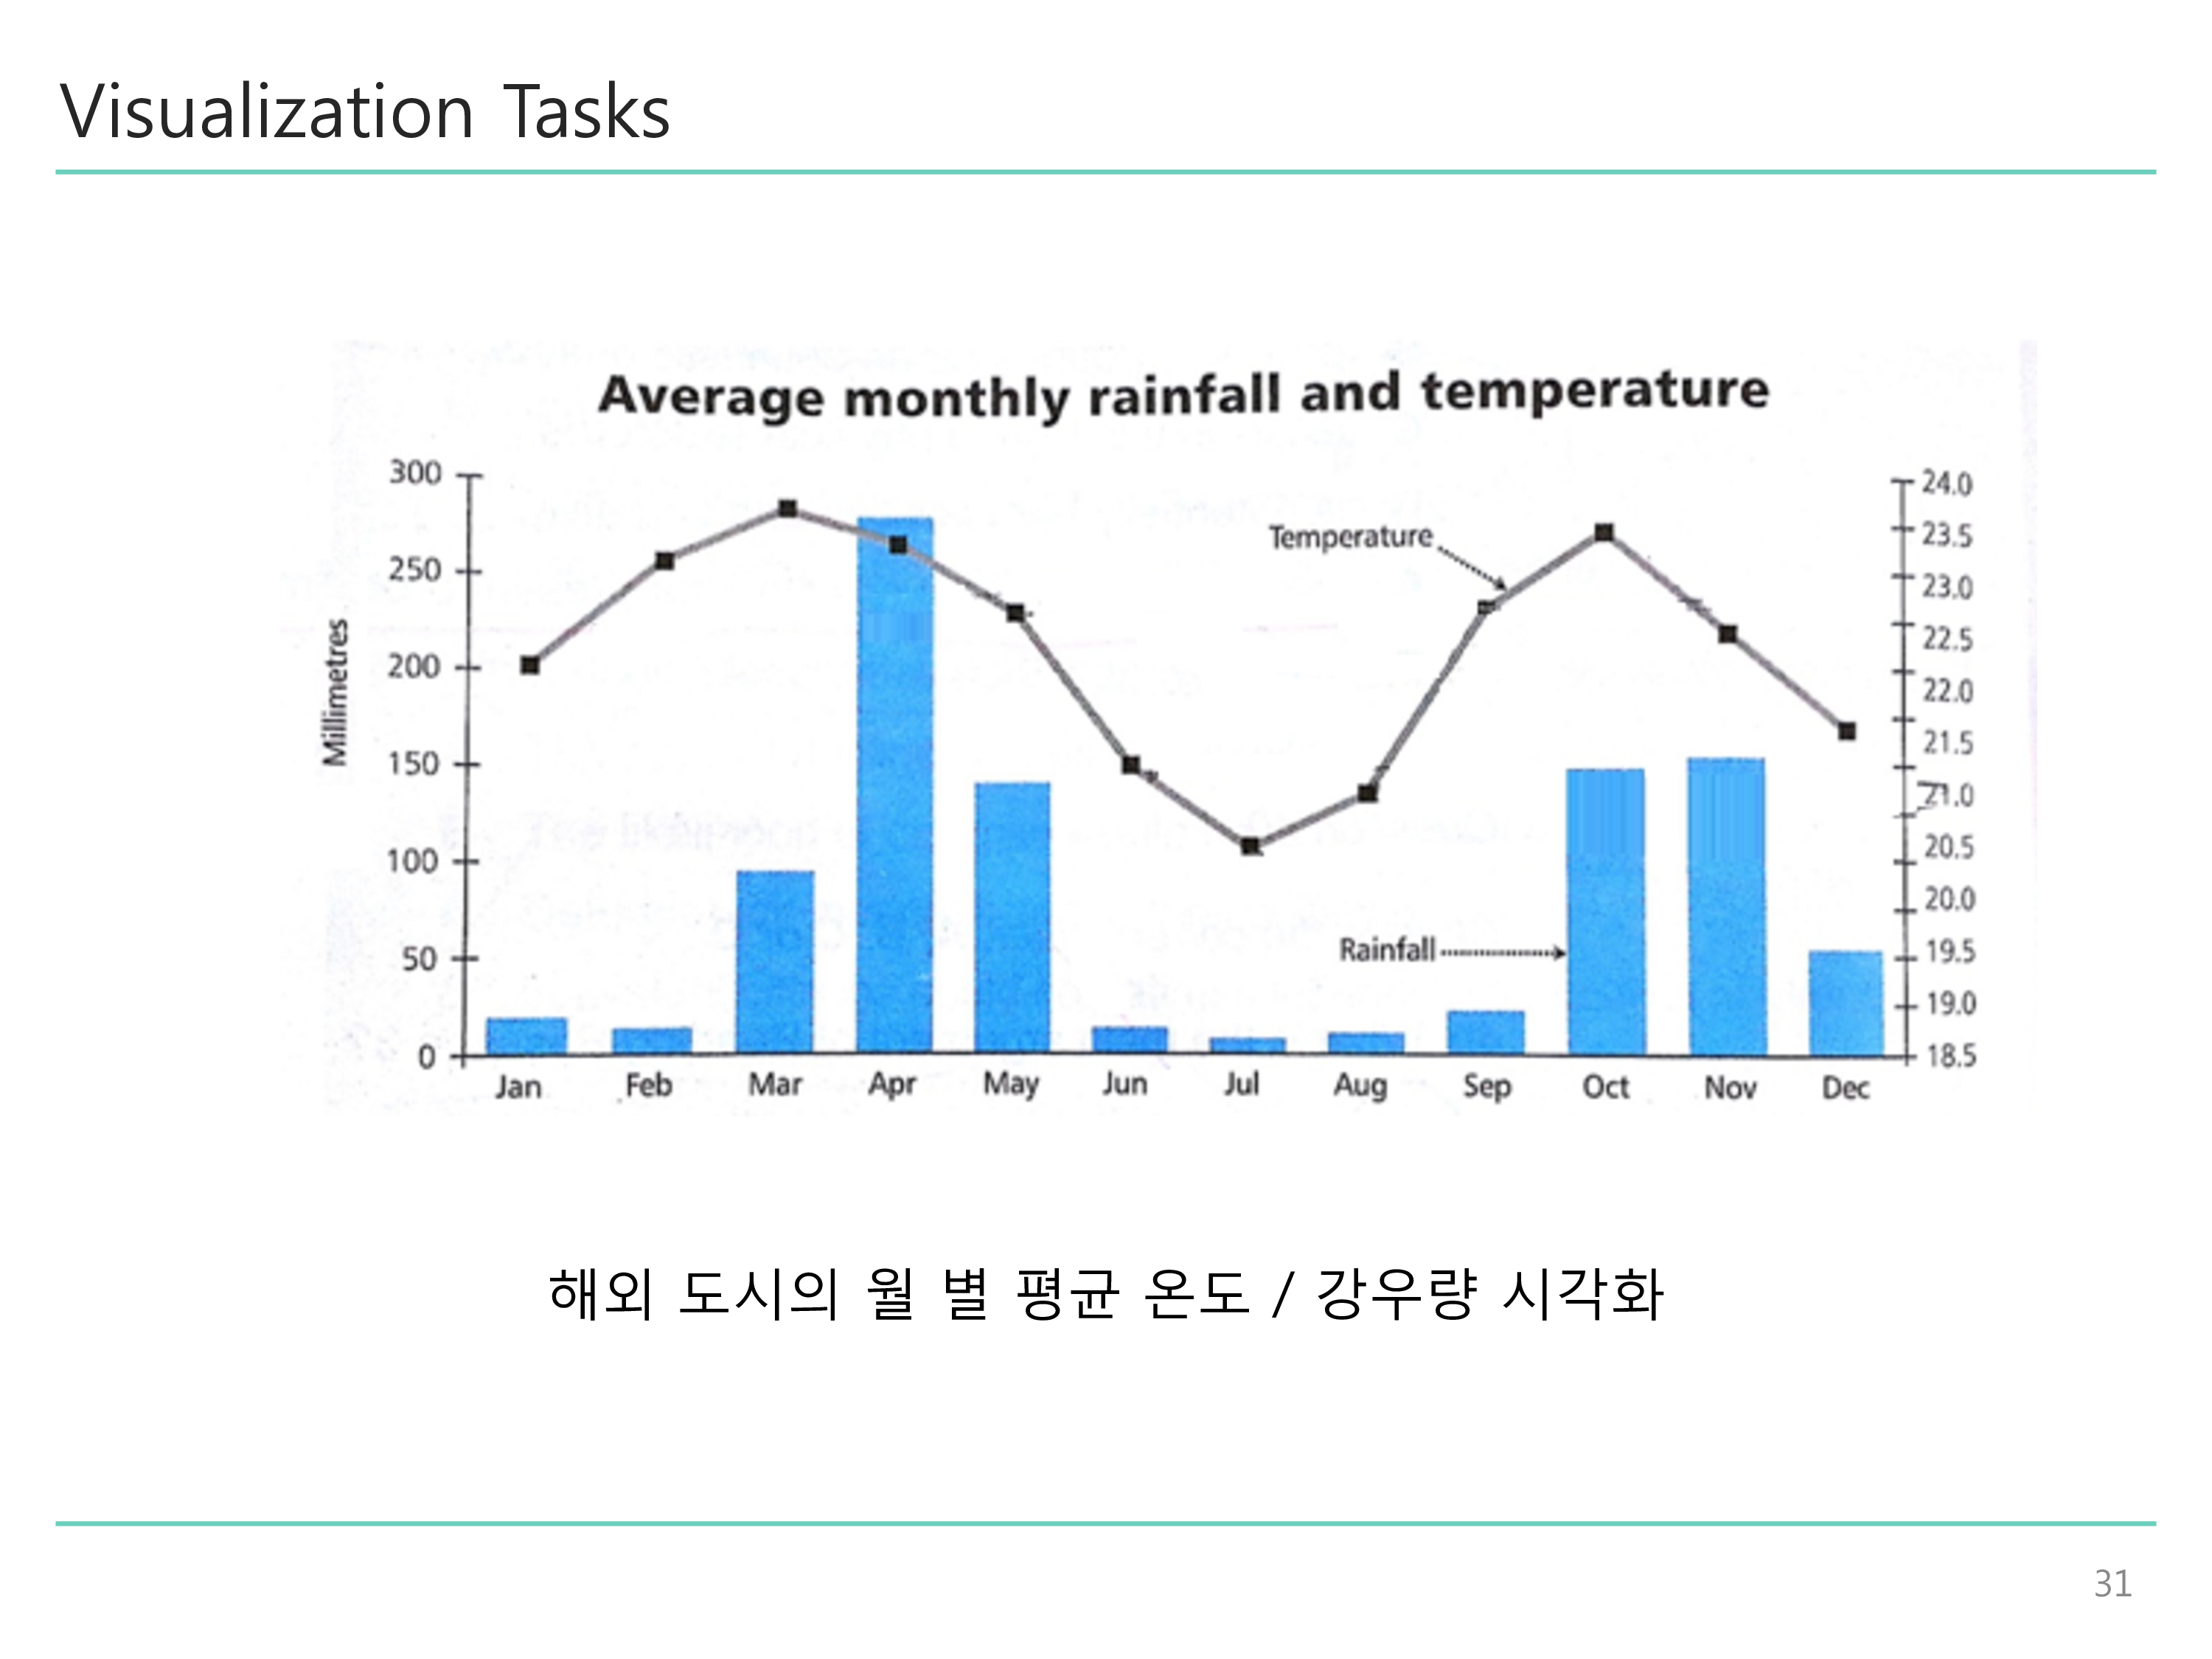 Visualization Tasks
Average monthly rainfall and temperature
Millimetres
300
250
200
150
100
50
0
Temperature
Rainfall
24.0
23.5
23.0
22.5
22.0
21.5
21.0
20.5
20.0
19.5
19.0
18.5
Jan Feb Mar Apr May Jun Jul Aug Sep Oct Nov Dec
해외 도시의 월 별 평균 온도 / 강우량 시각화
31